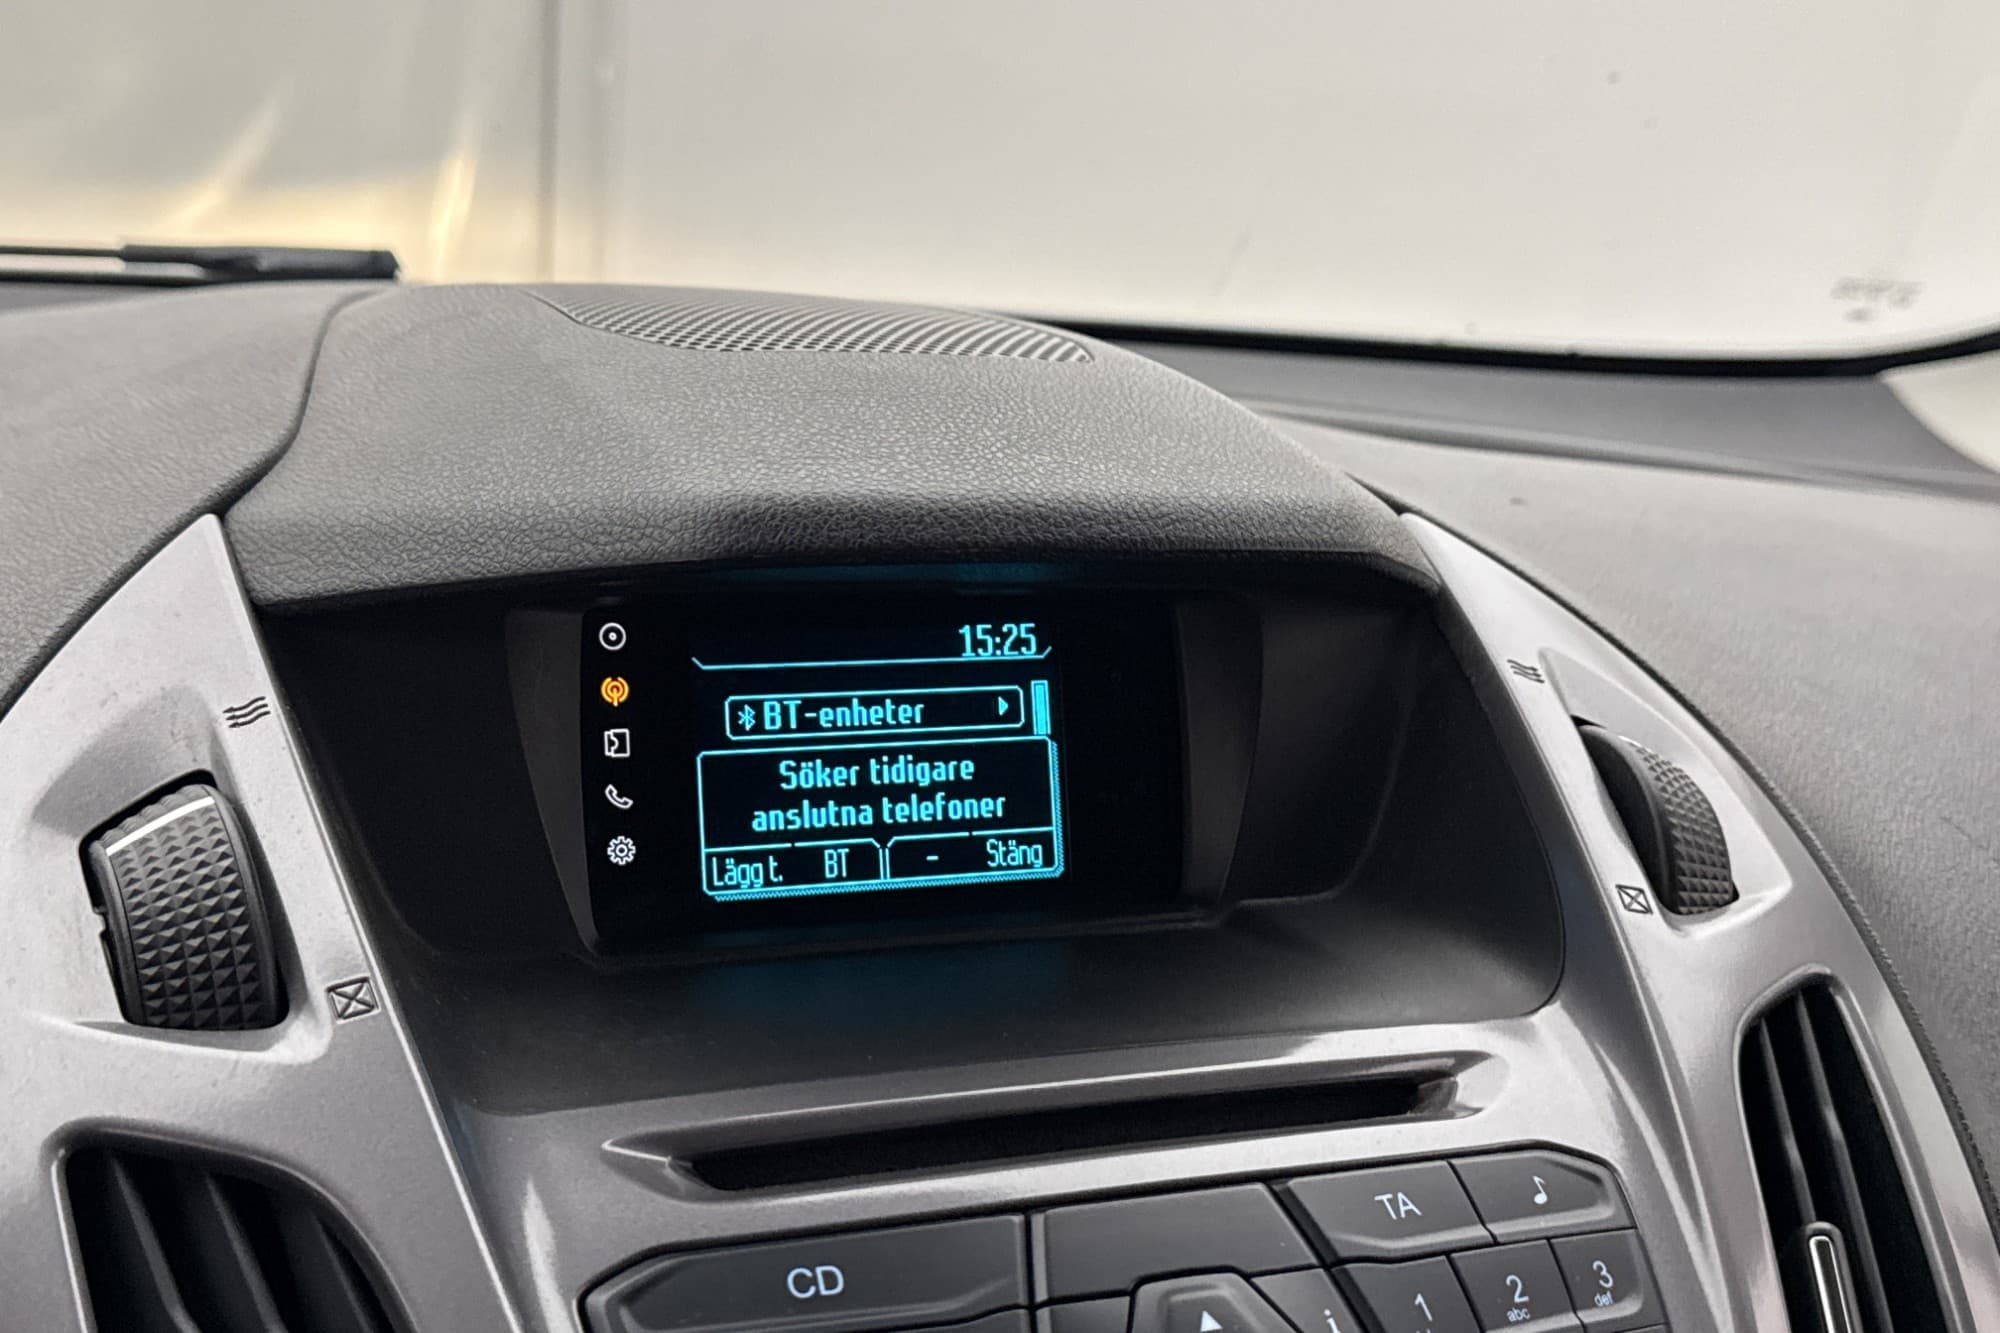 15:25
BT-enheter
Söker tidigare
anslutna telefoner
Lägg t. BT - Stäng
TA
CD
i 1 2 3
abc def